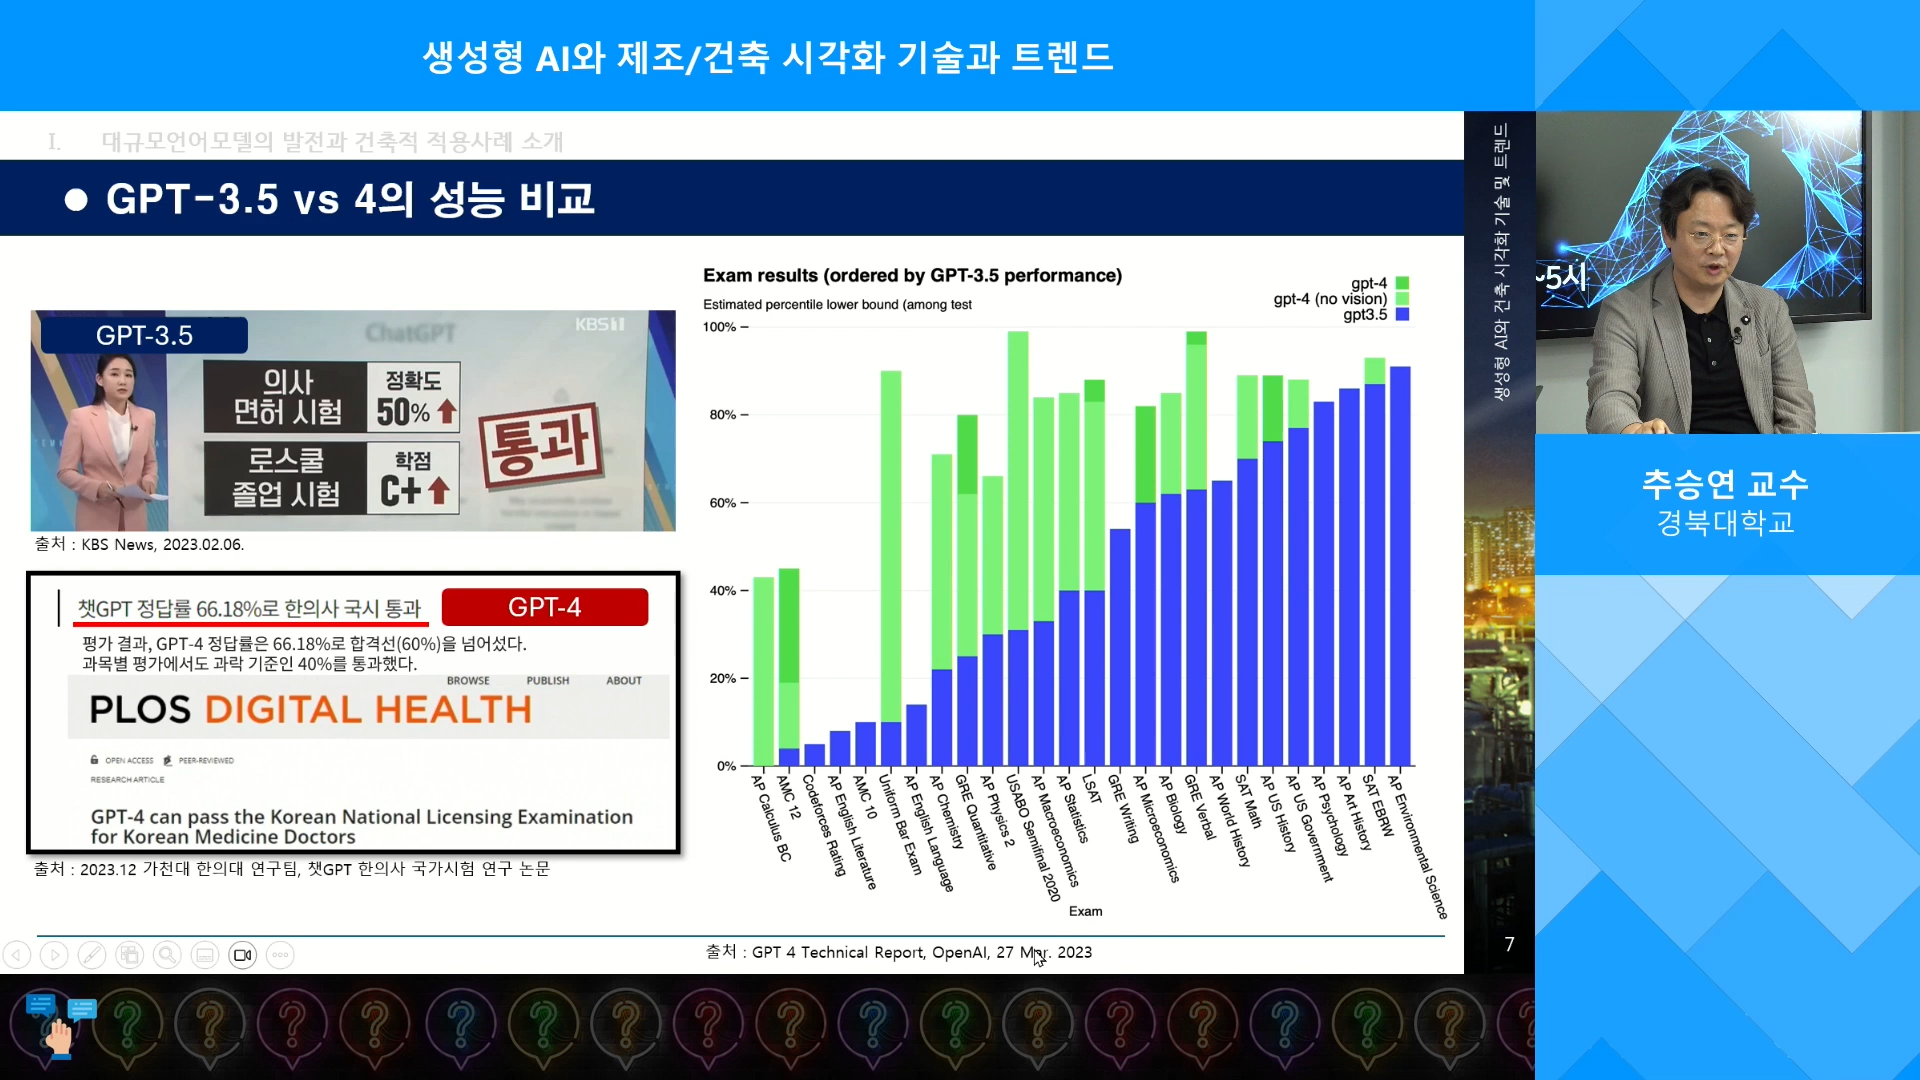 생성형 AI와 제조/건축 시각화 기술과 트렌드
I. 대규모언어모델의 발전과 건축적 적용사례 소개
● GPT-3.5 vs 4의 성능 비교
GPT-3.5
ChatGPT
KBS 1
의사
면허 시험
정확도
50%
로스쿨
졸업 시험
학점
C+
통과
출처 : KBS News, 2023.02.06.
챗GPT 정답률 66.18%로 한의사 국시 통과
GPT-4
평가 결과, GPT-4 정답률은 66.18%로 합격선(60%)을 넘어섰다.
과목별 평가에서도 과락 기준인 40%를 통과했다.
BROWSE PUBLISH ABOUT
PLOS DIGITAL HEALTH
OPEN ACCESS PEER-REVIEWED
RESEARCH ARTICLE
GPT-4 can pass the Korean National Licensing Examination
for Korean Medicine Doctors
출처 : 2023.12 가천대 한의대 연구팀, 챗GPT 한의사 국가시험 연구 논문
Exam results (ordered by GPT-3.5 performance)
Estimated percentile lower bound (among test
gpt-4
gpt-4 (no vision)
gpt3.5
100%
80%
60%
40%
20%
0%
AP Calculus BC
AMC 12
Codeforces Rating
AP English Literature
AMC 10
Uniform Bar Exam
AP English Language
AP Chemistry
GRE Quantitative
AP Physics 2
USABO Semifinal 2020
AP Macroeconomics
AP Statistics
LSAT
GRE Writing
AP Microeconomics
AP Biology
GRE Verbal
AP World History
SAT Math
AP US History
AP US Government
AP Psychology
AP Art History
SAT EBRW
AP Environmental Science
Exam
출처 : GPT 4 Technical Report, OpenAI, 27 Mar. 2023
생성형 AI와 건축 시각화 기술 및 트렌드
7
~5시
추승연 교수
경북대학교